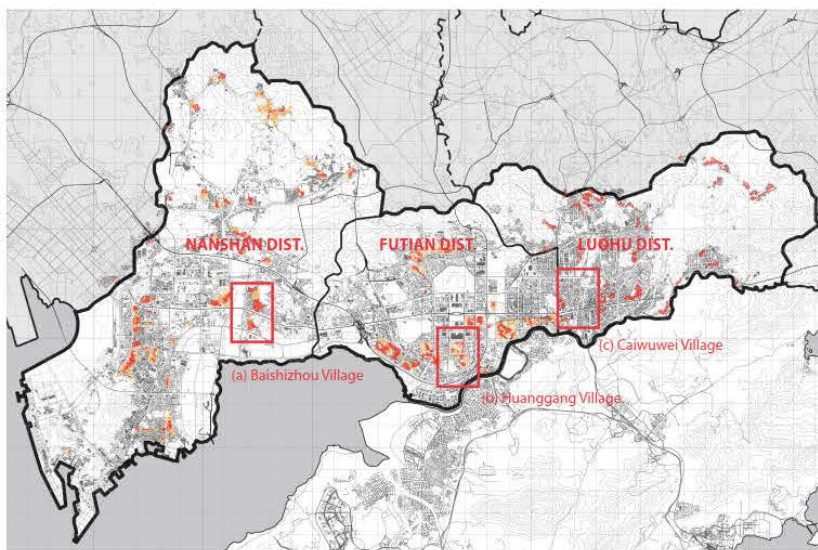 NANSHAN DIST.
FUTIAN DIST.
LUOHU DIST.
(a) Baishizhou Village
(b) Huanggang Village
(c) Caiwuwei Village